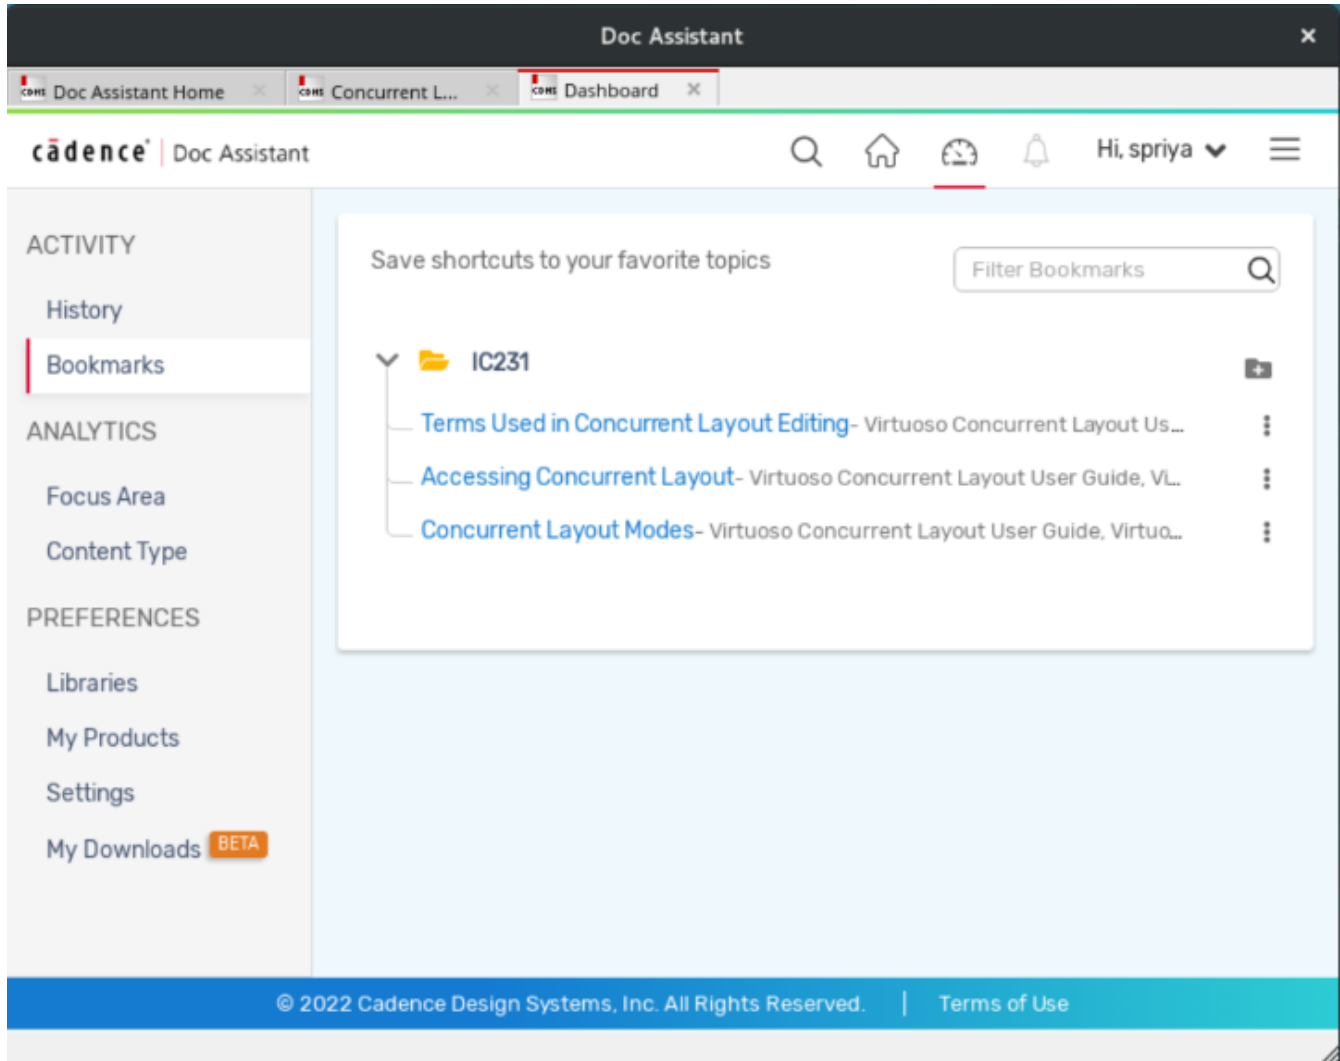 Doc Assistant
Doc Assistant Home
Concurrent L...
Dashboard
cādence Doc Assistant
Hi, spriya
ACTIVITY
History
Bookmarks
ANALYTICS
Focus Area
Content Type
PREFERENCES
Libraries
My Products
Settings
My Downloads BETA
Save shortcuts to your favorite topics
Filter Bookmarks
IC231
Terms Used in Concurrent Layout Editing- Virtuoso Concurrent Layout Us...
Accessing Concurrent Layout- Virtuoso Concurrent Layout User Guide, Vi...
Concurrent Layout Modes- Virtuoso Concurrent Layout User Guide, Virtuo...
© 2022 Cadence Design Systems, Inc. All Rights Reserved. | Terms of Use